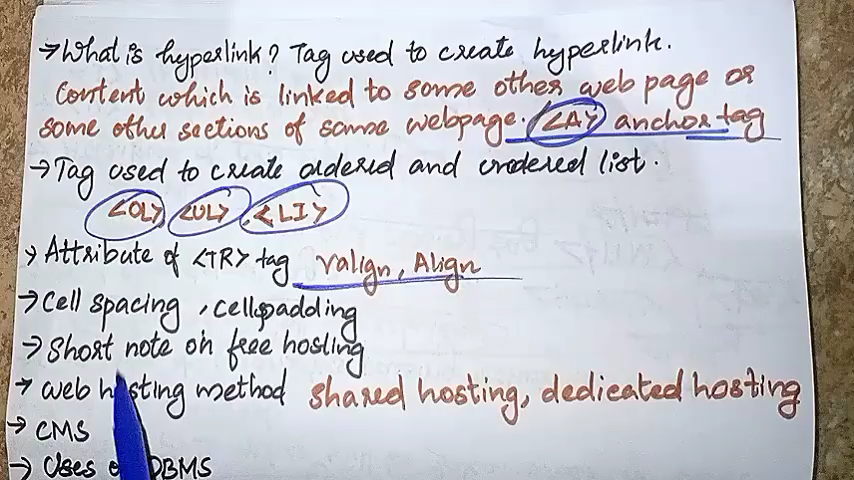 → What is hyperlink? Tag used to create hyperlink.
Content which is linked to some other web page or
some other sections of same webpage. <A> anchor tag
→ Tag used to create ordered and unordered list.
<OL> <UL> <LI>
→ Attribute of <TR> tag valign, Align
→ Cell spacing, cellpadding
→ Short note on free hosting
→ web hosting method shared hosting, dedicated hosting
→ CMS
→ Uses DBMS